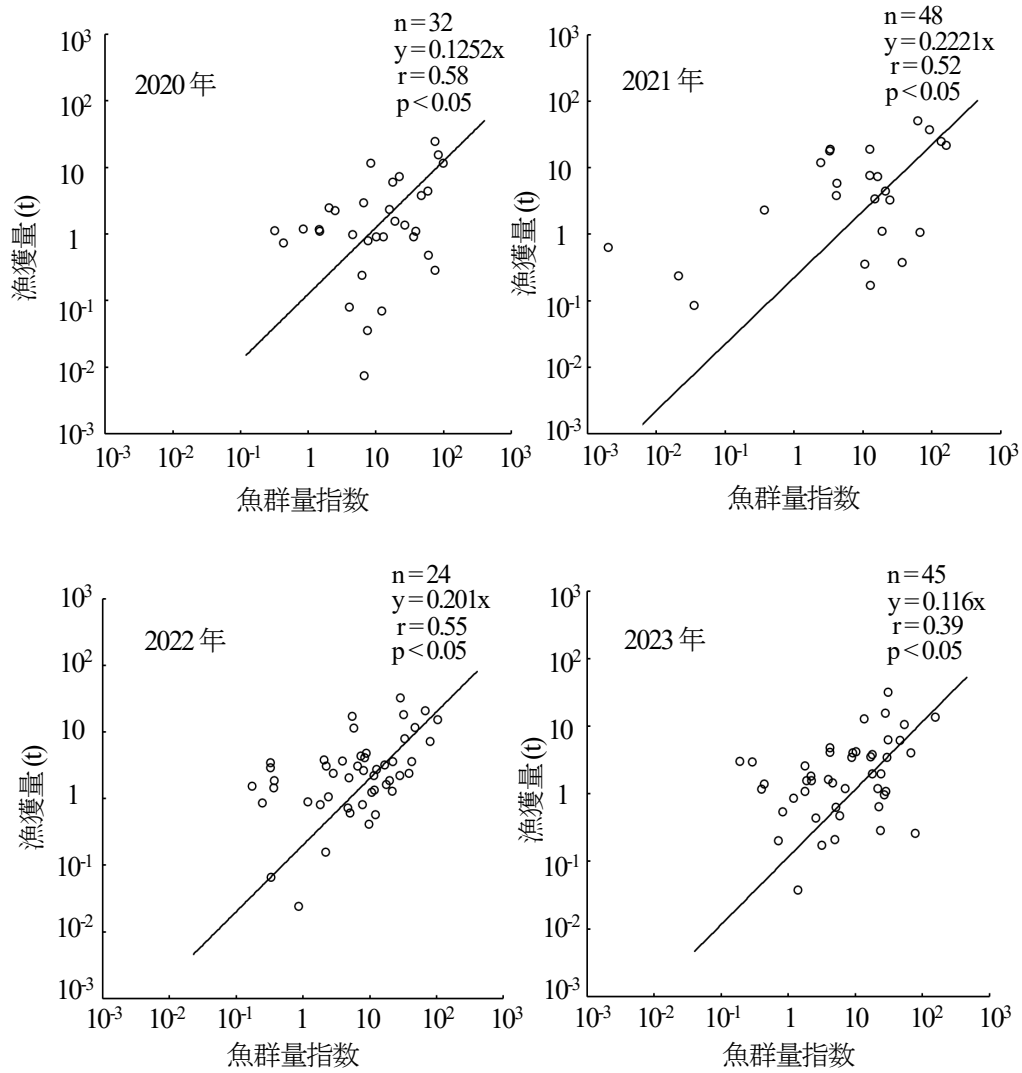 n=32
y=0.1252x
r=0.58
p<0.05
2020年
10³
10²
10
1
10⁻¹
10⁻²
10⁻³
漁獲量(t)
10⁻³ 10⁻² 10⁻¹ 1 10 10² 10³
魚群量指数
n=48
y=0.2221x
r=0.52
p<0.05
2021年
10³
10²
10
1
10⁻¹
10⁻²
10⁻³
漁獲量(t)
10⁻³ 10⁻² 10⁻¹ 1 10 10² 10³
魚群量指数
n=24
y=0.201x
r=0.55
p<0.05
2022年
10³
10²
10
1
10⁻¹
10⁻²
10⁻³
漁獲量(t)
10⁻³ 10⁻² 10⁻¹ 1 10 10² 10³
魚群量指数
n=45
y=0.116x
r=0.39
p<0.05
2023年
10³
10²
10
1
10⁻¹
10⁻²
10⁻³
漁獲量(t)
10⁻³ 10⁻² 10⁻¹ 1 10 10² 10³
魚群量指数